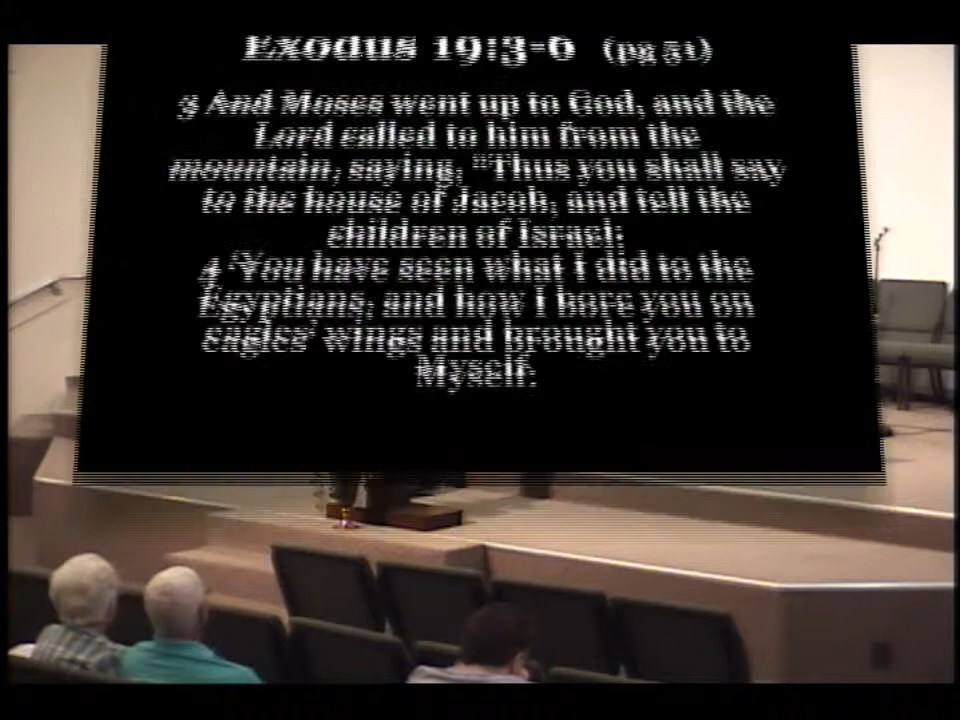 Exodus 19:3-6 (pg 51)
3 And Moses went up to God, and the
Lord called to him from the
mountain, saying, "Thus you shall say
to the house of Jacob, and tell the
children of Israel:
4 'You have seen what I did to the
Egyptians, and how I bore you on
eagles' wings and brought you to
Myself.